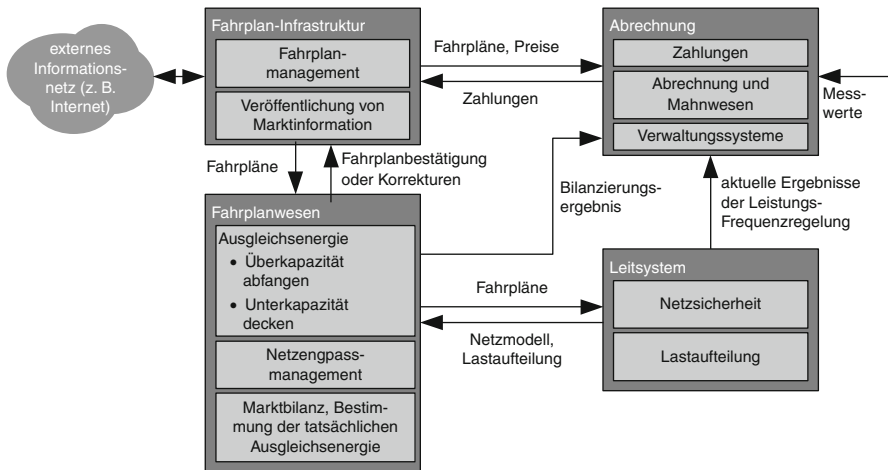 externes
Informations-
netz (z. B.
Internet)
Fahrplan-Infrastruktur
Fahrplan-
management
Veröffentlichung von
Marktinformation
Fahrpläne, Preise
Zahlungen
Abrechnung
Zahlungen
Abrechnung und
Mahnwesen
Verwaltungssysteme
Mess-
werte
Fahrpläne
Fahrplanbestätigung
oder Korrekturen
Bilanzierungs-
ergebnis
aktuelle Ergebnisse
der Leistungs-
Frequenzregelung
Fahrplanwesen
Ausgleichsenergie
• Überkapazität
abfangen
• Unterkapazität
decken
Netzengpass-
management
Marktbilanz, Bestim-
mung der tatsächlichen
Ausgleichsenergie
Fahrpläne
Netzmodell,
Lastaufteilung
Leitsystem
Netzsicherheit
Lastaufteilung